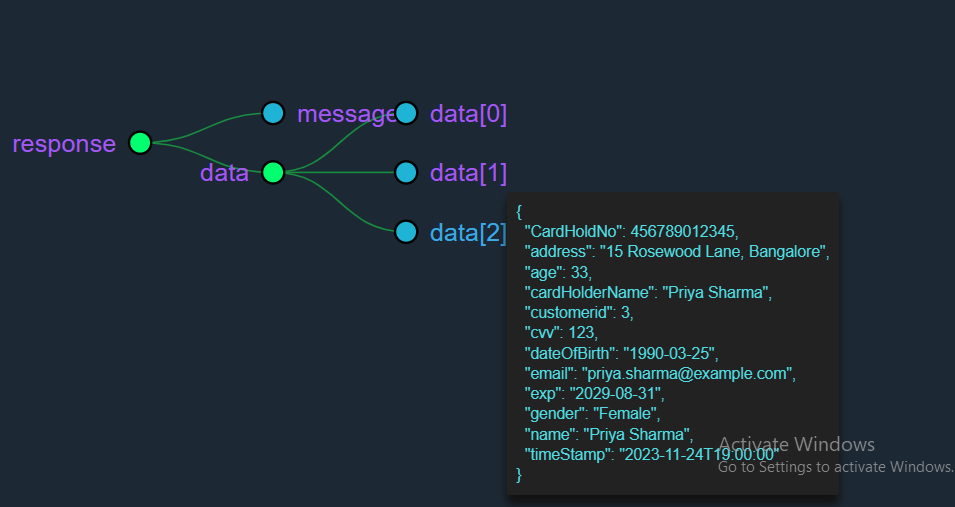 message
data[0]
response
data
data[1]
data[2]
{
"CardHoldNo": 456789012345,
"address": "15 Rosewood Lane, Bangalore",
"age": 33,
"cardHolderName": "Priya Sharma",
"customerid": 3,
"cvv": 123,
"dateOfBirth": "1990-03-25",
"email": "priya.sharma@example.com",
"exp": "2029-08-31",
"gender": "Female",
"name": "Priya Sharma",
"timeStamp": "2023-11-24T19:00:00"
}
Activate Windows
Go to Settings to activate Windows.